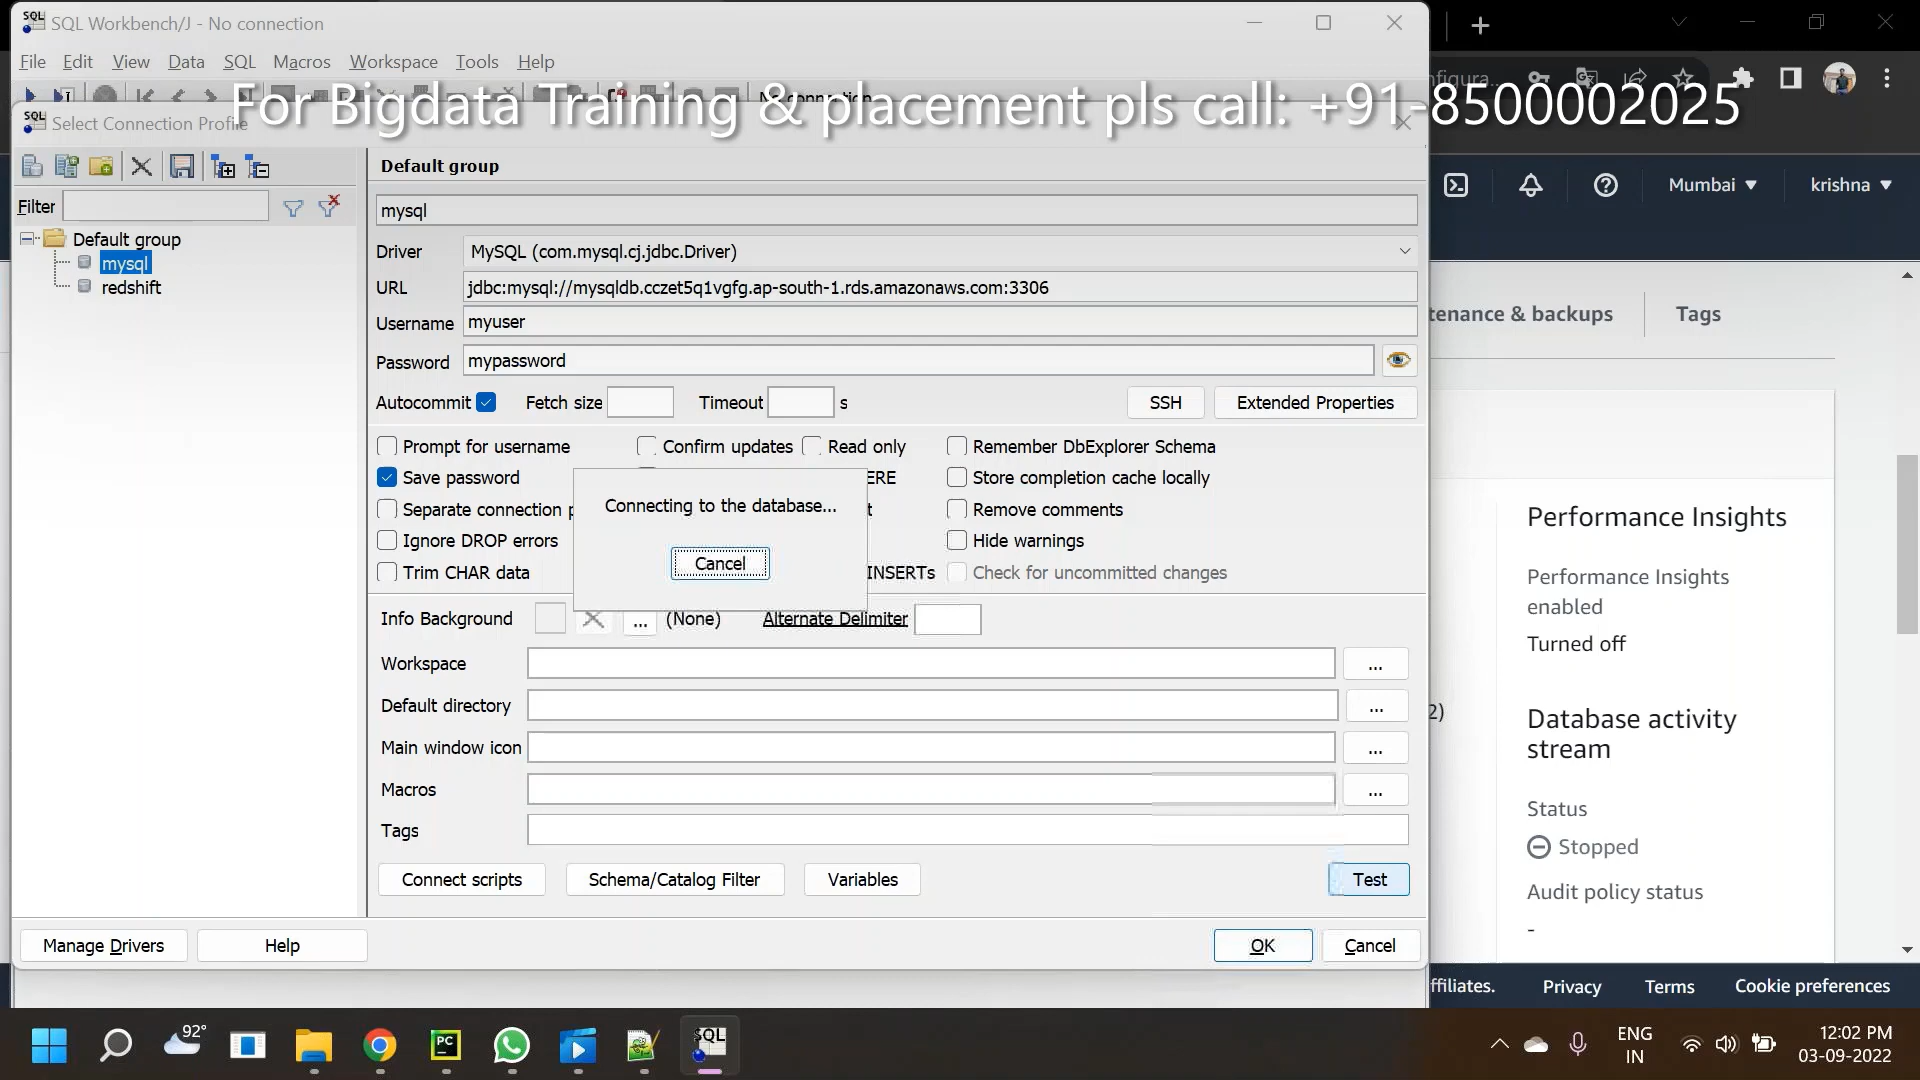 SQL Workbench/J - No connection
File Edit View Data SQL Macros Workspace Tools Help
No connection
For Bigdata Training & placement pls call: +91-8500002025
Select Connection Profile
Default group
Filter
Default group
mysql
redshift
mysql
Driver MySQL (com.mysql.cj.jdbc.Driver)
URL jdbc:mysql://mysqldb.cczet5q1vgfg.ap-south-1.rds.amazonaws.com:3306
Username myuser
Password mypassword
Autocommit Fetch size Timeout s SSH Extended Properties
Prompt for username Confirm updates Read only Remember DbExplorer Schema
Save password ERE Store completion cache locally
Separate connection p t Remove comments
Ignore DROP errors Hide warnings
Trim CHAR data INSERTs Check for uncommitted changes
Connecting to the database...
Cancel
Info Background ... (None) Alternate Delimiter
Workspace ...
Default directory ...
Main window icon ...
Macros ...
Tags
Connect scripts Schema/Catalog Filter Variables Test
Manage Drivers Help OK Cancel
nfigura...
Mumbai krishna
tenance & backups Tags
Performance Insights
Performance Insights
enabled
Turned off
2)
Database activity
stream
Status
Stopped
Audit policy status
-
ffiliates. Privacy Terms Cookie preferences
92°
PC
SQL
ENG
IN
12:02 PM
03-09-2022